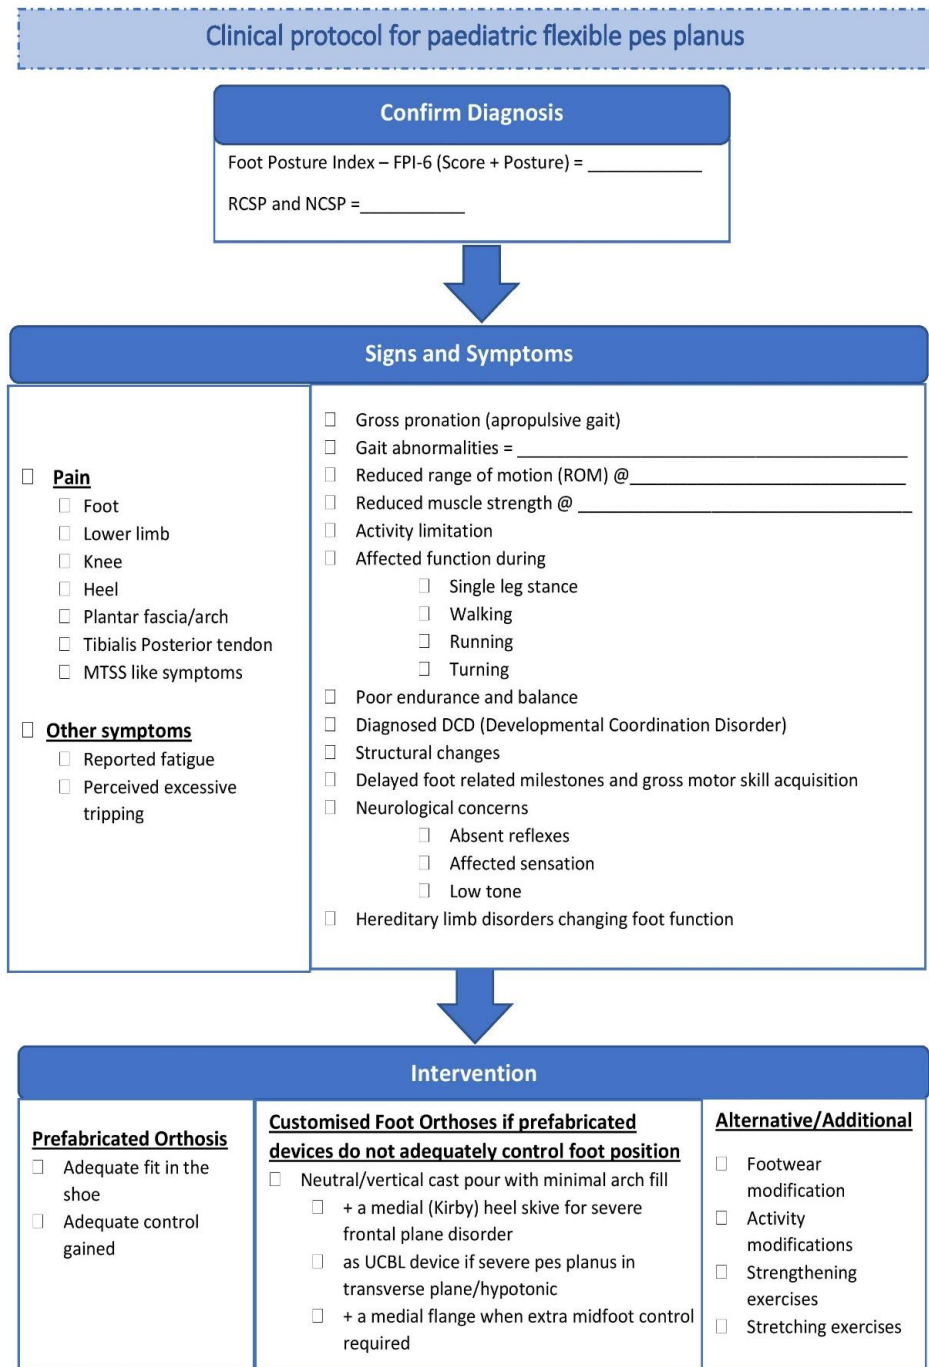 Clinical protocol for paediatric flexible pes planus
Confirm Diagnosis
Foot Posture Index – FPI-6 (Score + Posture) = ____________
RCSP and NCSP =___________
Signs and Symptoms
Pain
Foot
Lower limb
Knee
Heel
Plantar fascia/arch
Tibialis Posterior tendon
MTSS like symptoms
Other symptoms
Reported fatigue
Perceived excessive
tripping
Gross pronation (apropulsive gait)
Gait abnormalities = ________________________________________
Reduced range of motion (ROM) @____________________________
Reduced muscle strength @ __________________________________
Activity limitation
Affected function during
Single leg stance
Walking
Running
Turning
Poor endurance and balance
Diagnosed DCD (Developmental Coordination Disorder)
Structural changes
Delayed foot related milestones and gross motor skill acquisition
Neurological concerns
Absent reflexes
Affected sensation
Low tone
Hereditary limb disorders changing foot function
Intervention
Prefabricated Orthosis
Adequate fit in the
shoe
Adequate control
gained
Customised Foot Orthoses if prefabricated
devices do not adequately control foot position
Neutral/vertical cast pour with minimal arch fill
+ a medial (Kirby) heel skive for severe
frontal plane disorder
as UCBL device if severe pes planus in
transverse plane/hypotonic
+ a medial flange when extra midfoot control
required
Alternative/Additional
Footwear
modification
Activity
modifications
Strengthening
exercises
Stretching exercises